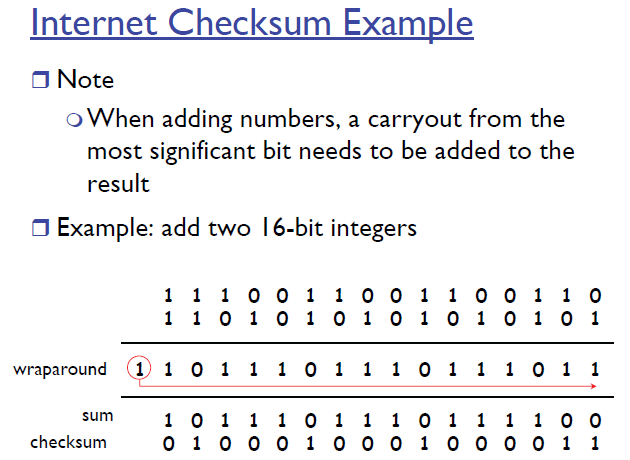 Internet Checksum Example
Note
When adding numbers, a carryout from the
most significant bit needs to be added to the
result
Example: add two 16-bit integers
1 1 1 0 0 1 1 0 0 1 1 0 0 1 1 0
1 1 0 1 0 1 0 1 0 1 0 1 0 1 0 1
wraparound 1 1 0 1 1 1 0 1 1 1 0 1 1 1 0 1 1
sum 1 0 1 1 1 0 1 1 1 0 1 1 1 1 0 0
checksum 0 1 0 0 0 1 0 0 0 1 0 0 0 0 1 1